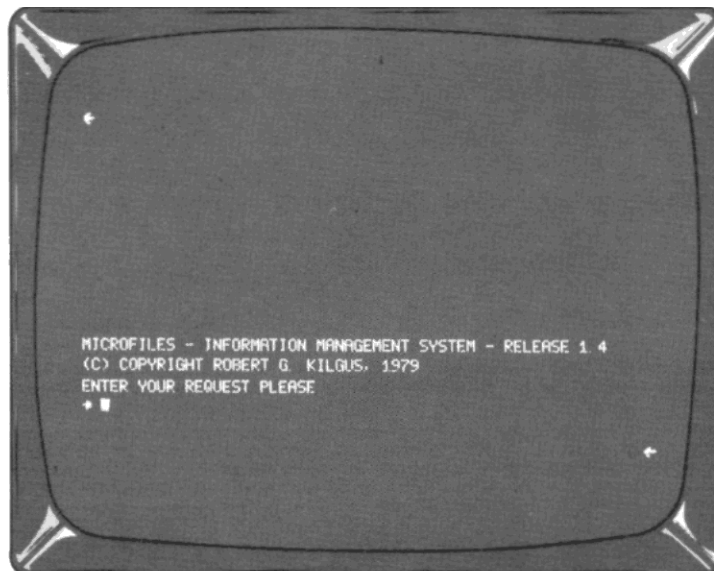 MICROFILES - INFORMATION MANAGEMENT SYSTEM - RELEASE 1.4
(C) COPYRIGHT ROBERT G. KILGUS, 1979
ENTER YOUR REQUEST PLEASE